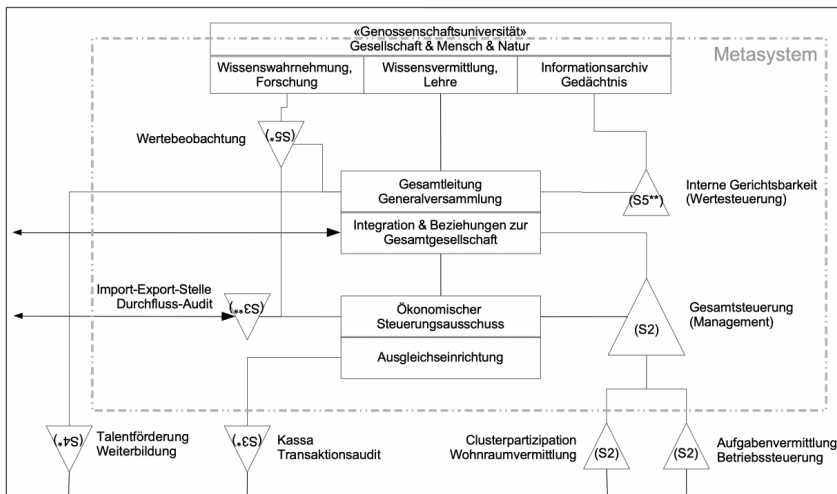 «Genossenschaftsuniversität»
Gesellschaft & Mensch & Natur
Metasystem
Wissenswahrnehmung,
Forschung
Wissensvermittlung,
Lehre
Informationsarchiv
Gedächtnis
Wertebeobachtung
(S5*)
Gesamtleitung
Generalversammlung
(S5**)
Interne Gerichtsbarkeit
(Wertesteuerung)
Integration & Beziehungen zur
Gesamtgesellschaft
Import-Export-Stelle
Durchfluss-Audit
(S3**)
Ökonomischer
Steuerungsausschuss
Ausgleichseinrichtung
(S2)
Gesamtsteuerung
(Management)
(S4*)
Talentförderung
Weiterbildung
(S3*)
Kassa
Transaktionsaudit
Clusterpartizipation
Wohnraumvermittlung
(S2)
(S2)
Aufgabenvermittlung
Betriebssteuerung